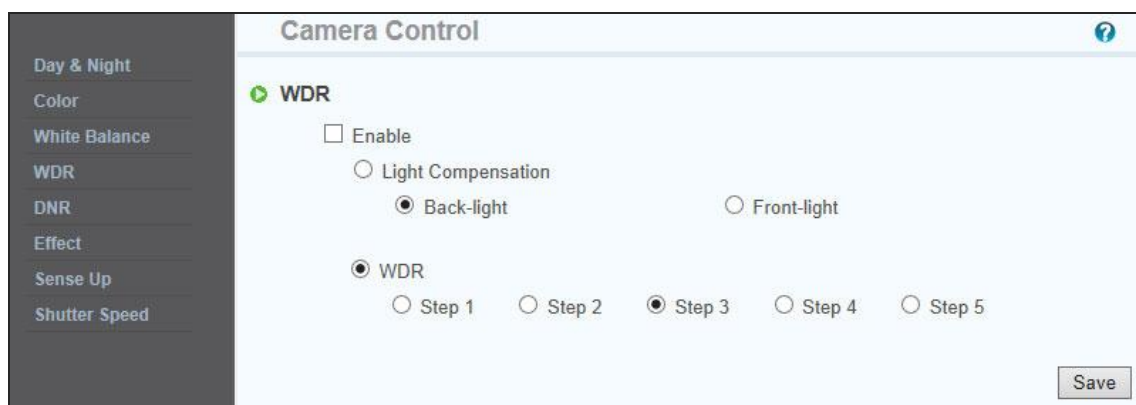 Camera Control
?
Day & Night
Color
White Balance
WDR
DNR
Effect
Sense Up
Shutter Speed
WDR
Enable
Light Compensation
Back-light Front-light
WDR
Step 1 Step 2 Step 3 Step 4 Step 5
Save